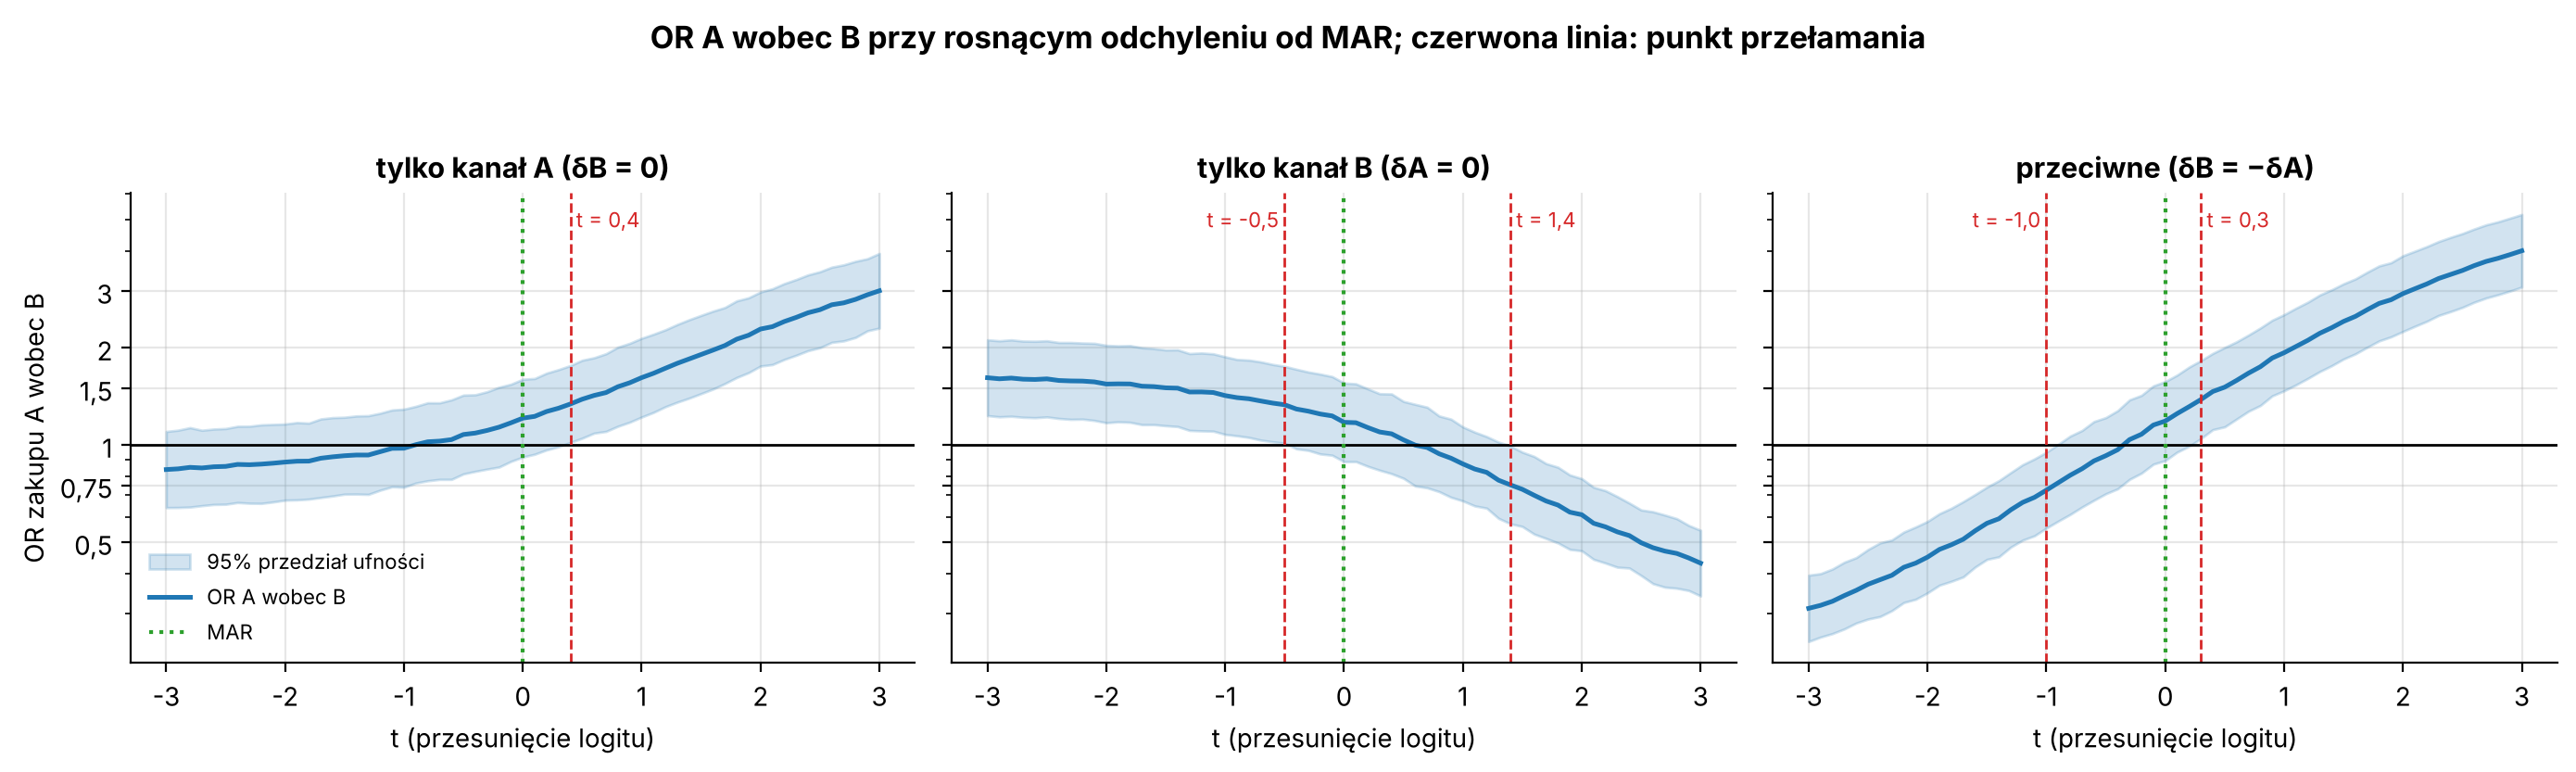 OR A wobec B przy rosnącym odchyleniu od MAR; czerwona linia: punkt przełamania
tylko kanał A (δB = 0)
t = 0,4
OR zakupu A wobec B
3
2
1,5
1
0,75
0,5
95% przedział ufności
OR A wobec B
MAR
-3 -2 -1 0 1 2 3
t (przesunięcie logitu)
tylko kanał B (δA = 0)
t = -0,5
t = 1,4
-3 -2 -1 0 1 2 3
t (przesunięcie logitu)
przeciwne (δB = −δA)
t = -1,0
t = 0,3
-3 -2 -1 0 1 2 3
t (przesunięcie logitu)